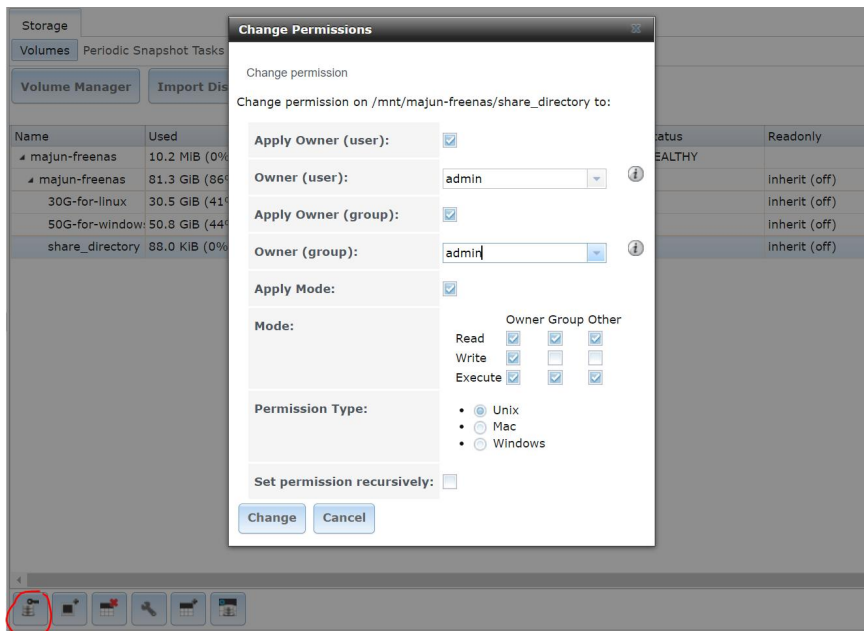 Storage
Volumes Periodic Snapshot Tasks
Volume Manager Import Dis
Name Used atus Readonly
majun-freenas 10.2 MiB (0% EALTHY
majun-freenas 81.3 GiB (86% inherit (off)
30G-for-linux 30.5 GiB (41% inherit (off)
50G-for-window 50.8 GiB (44% inherit (off)
share_directory 88.0 KiB (0% inherit (off)
Change Permissions
Change permission
Change permission on /mnt/majun-freenas/share_directory to:
Apply Owner (user):
Owner (user): admin
Apply Owner (group):
Owner (group): admin
Apply Mode:
Mode: Owner Group Other
Read
Write
Execute
Permission Type: • Unix
• Mac
• Windows
Set permission recursively:
Change Cancel